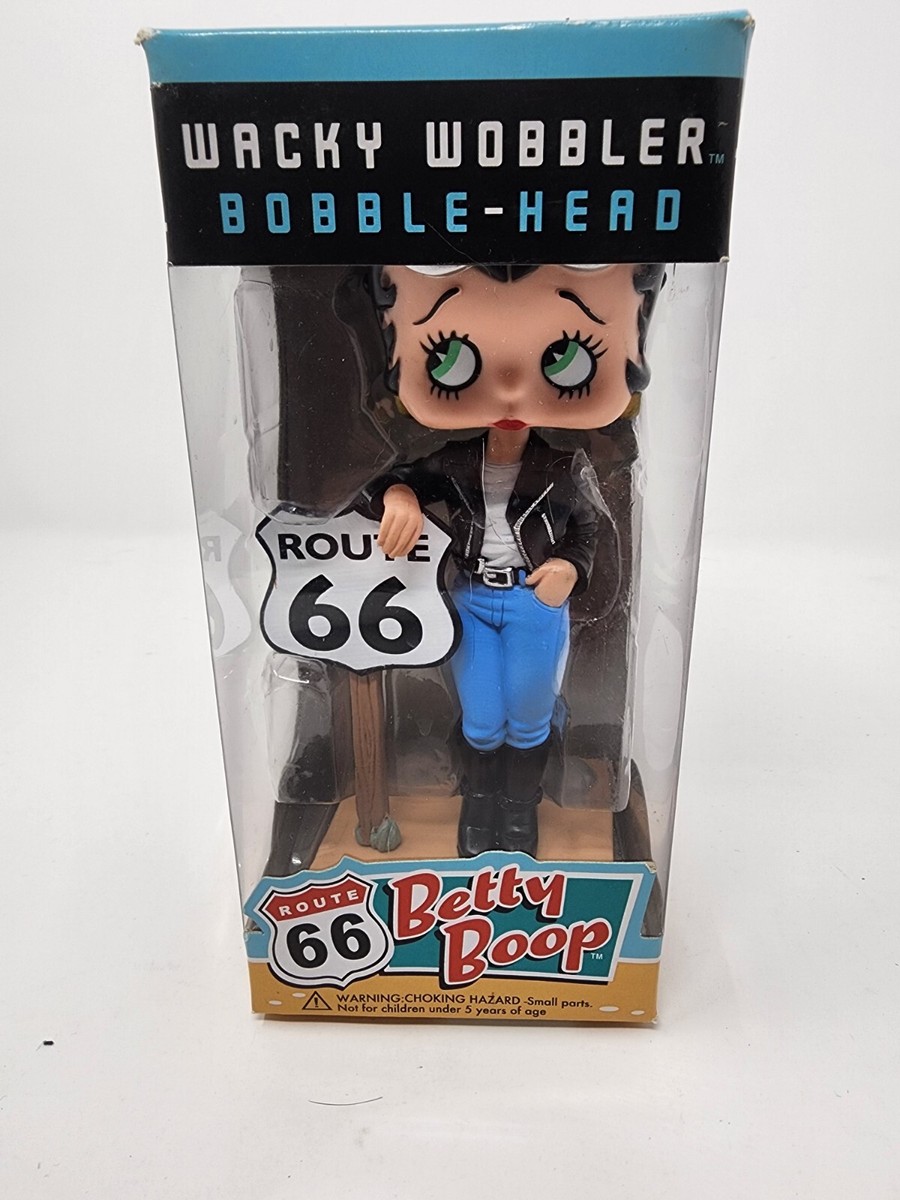 WACKY WOBBLER™
BOBBLE-HEAD
ROUTE
66
ROUTE
66
Betty
Boop™
WARNING:CHOKING HAZARD -Small parts.
Not for children under 5 years of age